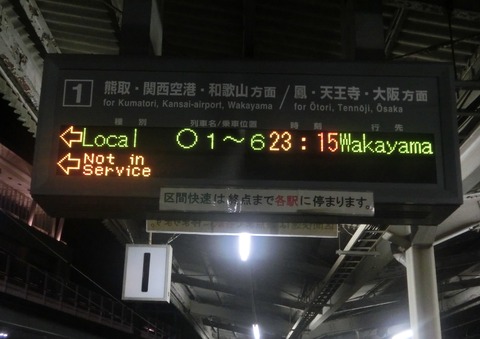 1 熊取・関西空港・和歌山 方面 / 鳳・天王寺・大阪 方面
for Kumatori, Kansai-airport, Wakayama / for Ōtori, Tennōji, Ōsaka
種別 列車名/乗車位置 時刻 行先
←Local ○1～6 23:15 Wakayama
←Not in
Service
区間快速は終点まで各駅に停まります。
1